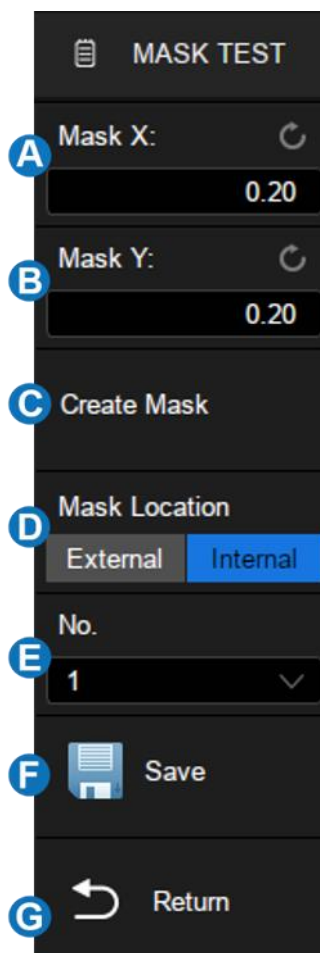 MASK TEST
A
Mask X:
0.20
B
Mask Y:
0.20
C
Create Mask
D
Mask Location
External Internal
E
No.
1
F
Save
G
Return